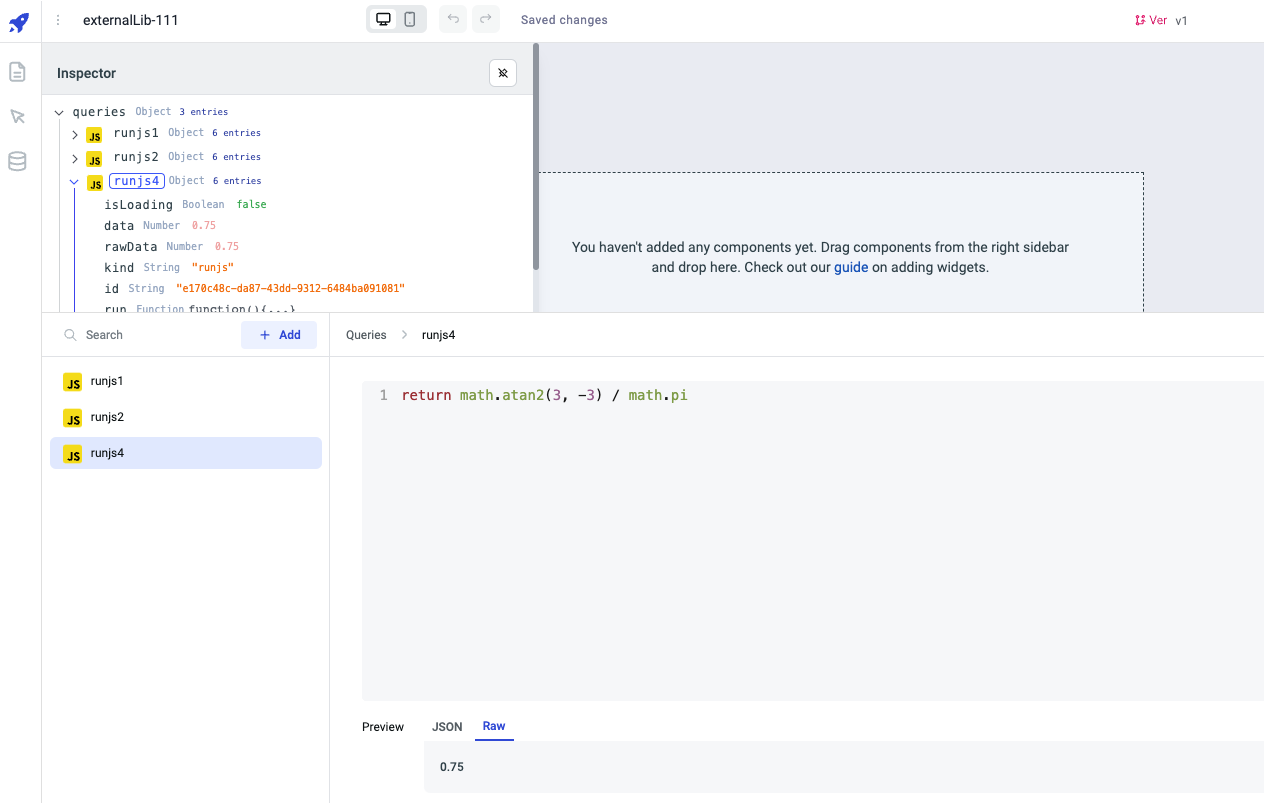 externalLib-111
Saved changes
Ver v1
Inspector
queries Object 3 entries
JS runjs1 Object 6 entries
JS runjs2 Object 6 entries
JS runjs4 Object 6 entries
isLoading Boolean false
data Number 0.75
rawData Number 0.75
kind String "runjs"
id String "e170c48c-da87-43dd-9312-6484ba091081"
run Function function(){...}
You haven't added any components yet. Drag components from the right sidebar
and drop here. Check out our guide on adding widgets.
Search
+ Add
Queries > runjs4
JS runjs1
JS runjs2
JS runjs4
1 return math.atan2(3, -3) / math.pi
Preview JSON Raw
0.75